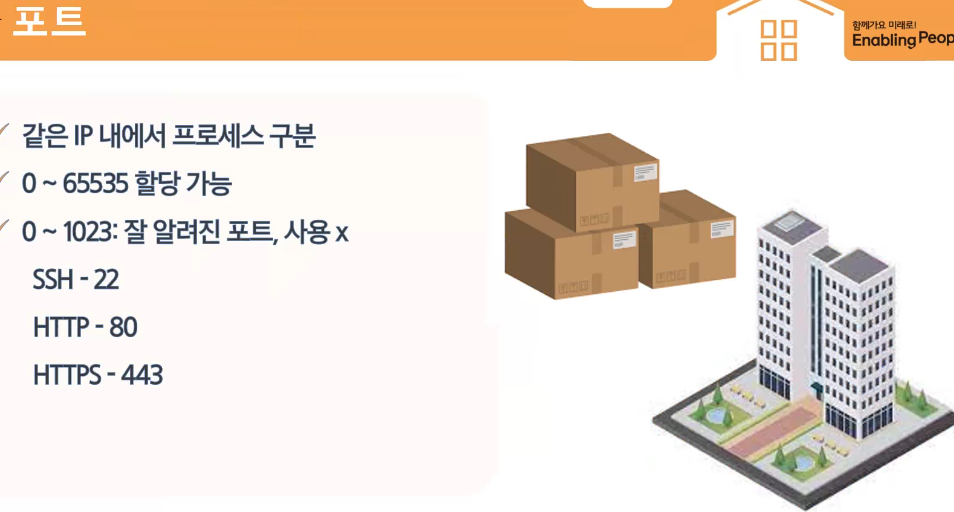 포트
함께가요 미래로!
Enabling
같은 IP 내에서 프로세스 구분
0 ~ 65535 할당 가능
0 ~ 1023: 잘 알려진 포트, 사용 x
SSH - 22
HTTP - 80
HTTPS - 443